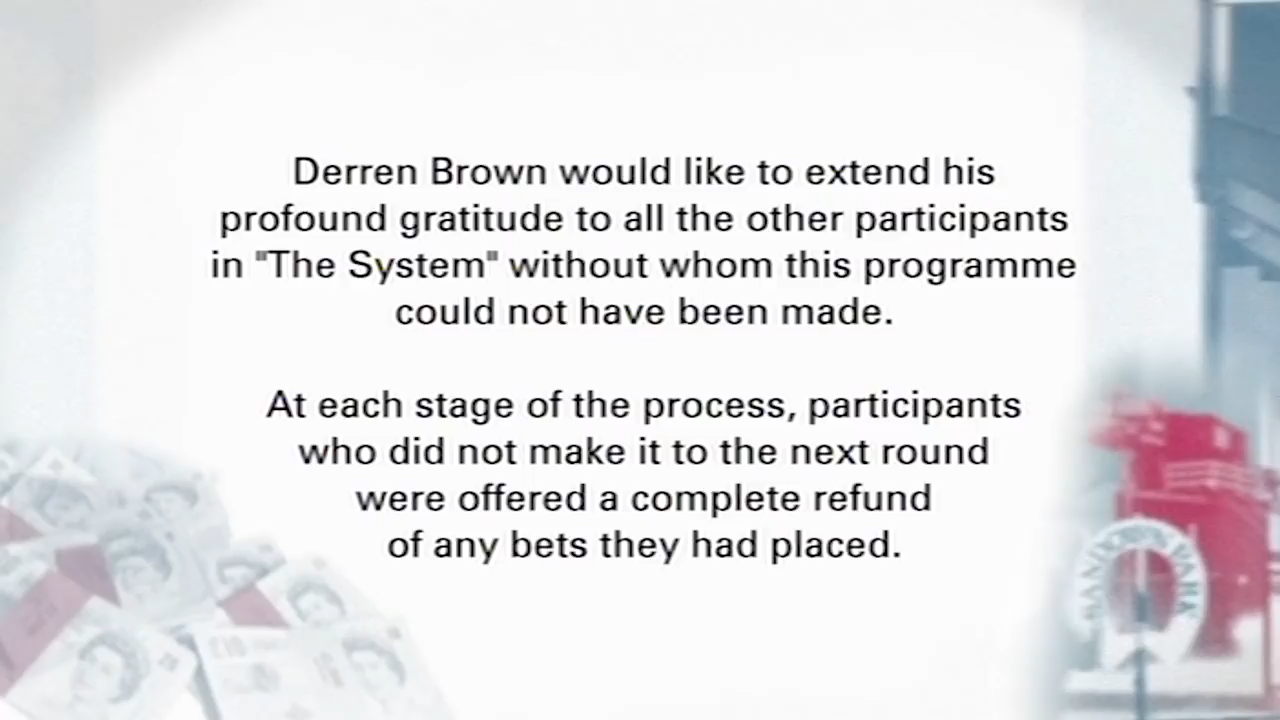 Derren Brown would like to extend his
profound gratitude to all the other participants
in "The System" without whom this programme
could not have been made.
At each stage of the process, participants
who did not make it to the next round
were offered a complete refund
of any bets they had placed.
SANDOWN PARK